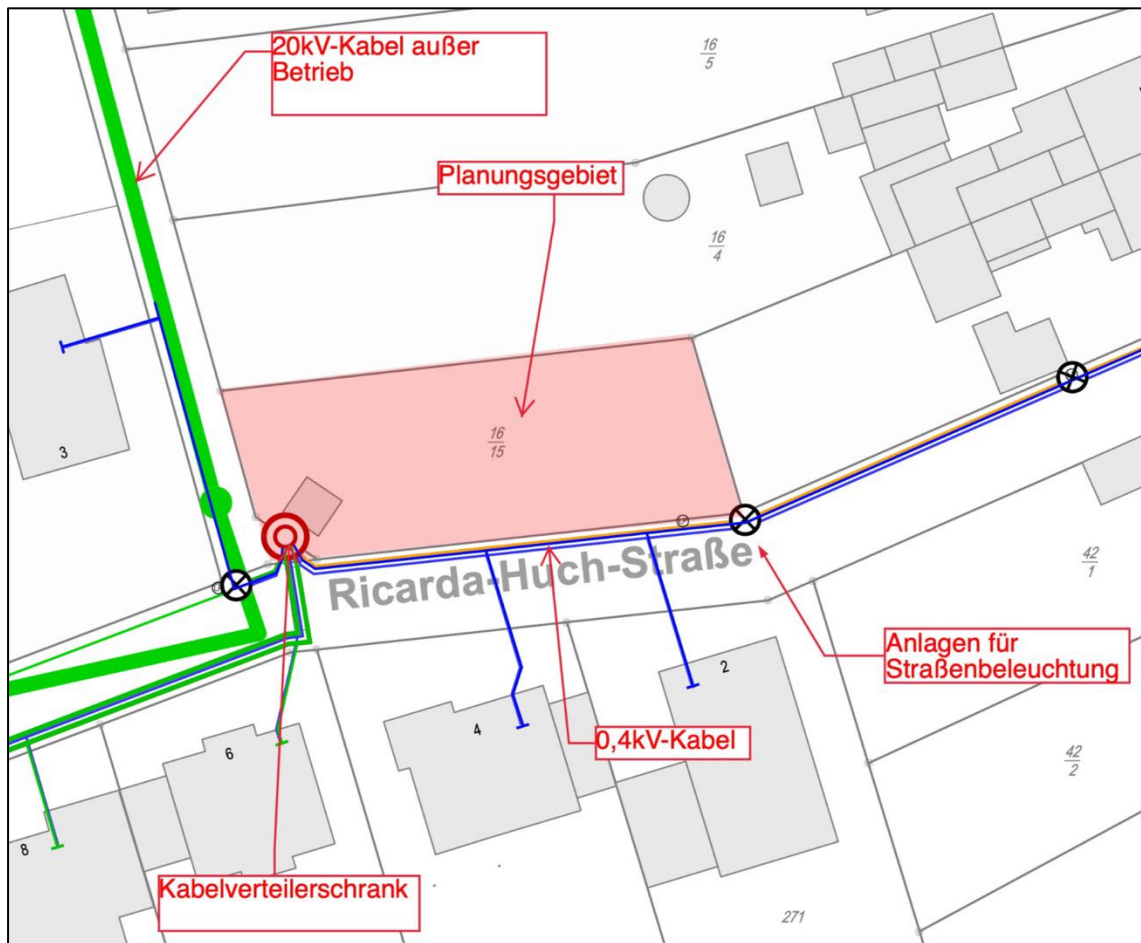 20kV-Kabel außer
Betrieb
16
5
Planungsgebiet
16
4
3
16
15
Ricarda-Huch-Straße
42
1
Anlagen für
Straßenbeleuchtung
2
4
0,4kV-Kabel
6
42
2
8
Kabelverteilerschrank
271